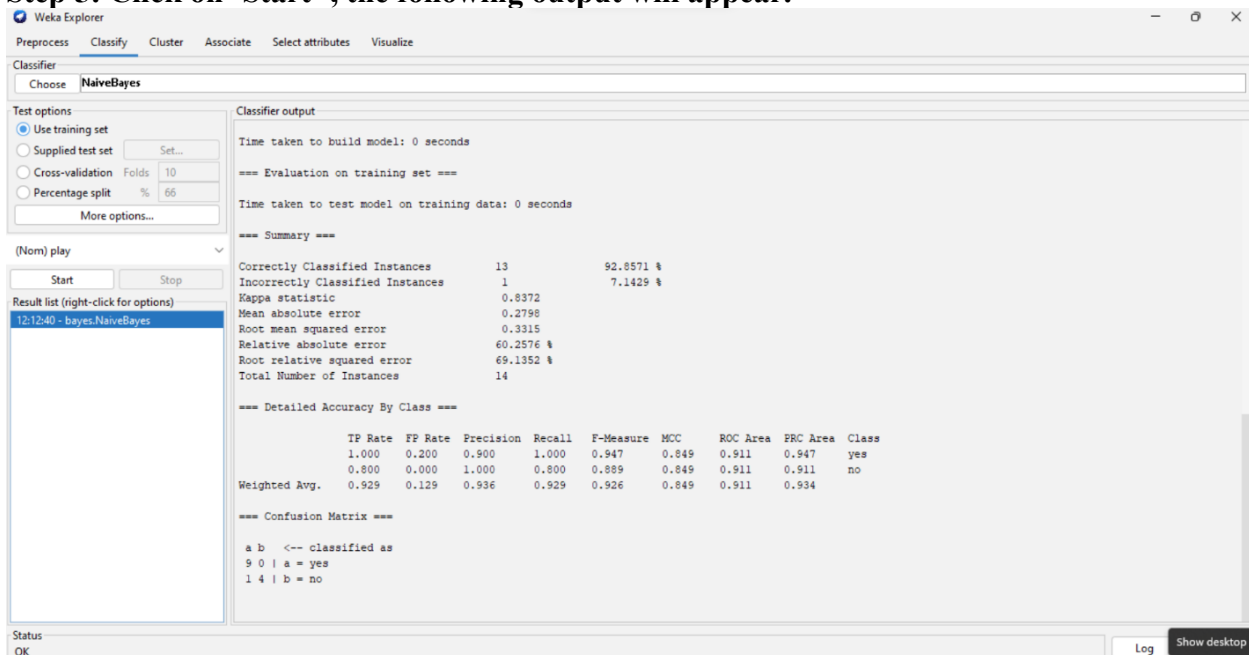 Step 3: Click on "Start", the following output will appear.
Weka Explorer
Preprocess Classify Cluster Associate Select attributes Visualize
Classifier
Choose NaiveBayes
Test options
Use training set
Supplied test set Set...
Cross-validation Folds 10
Percentage split % 66
More options...
(Nom) play
Start Stop
Result list (right-click for options)
12:12:40 - bayes.NaiveBayes
Classifier output
Time taken to build model: 0 seconds
=== Evaluation on training set ===
Time taken to test model on training data: 0 seconds
=== Summary ===
Correctly Classified Instances 13 92.8571 %
Incorrectly Classified Instances 1 7.1429 %
Kappa statistic 0.8372
Mean absolute error 0.2798
Root mean squared error 0.3315
Relative absolute error 60.2576 %
Root relative squared error 69.1352 %
Total Number of Instances 14
=== Detailed Accuracy By Class ===
TP Rate FP Rate Precision Recall F-Measure MCC ROC Area PRC Area Class
1.000 0.200 0.900 1.000 0.947 0.849 0.911 0.947 yes
0.800 0.000 1.000 0.800 0.889 0.849 0.911 0.911 no
Weighted Avg. 0.929 0.129 0.936 0.929 0.926 0.849 0.911 0.934
=== Confusion Matrix ===
a b <-- classified as
9 0 | a = yes
1 4 | b = no
Status
OK
Log
Show desktop